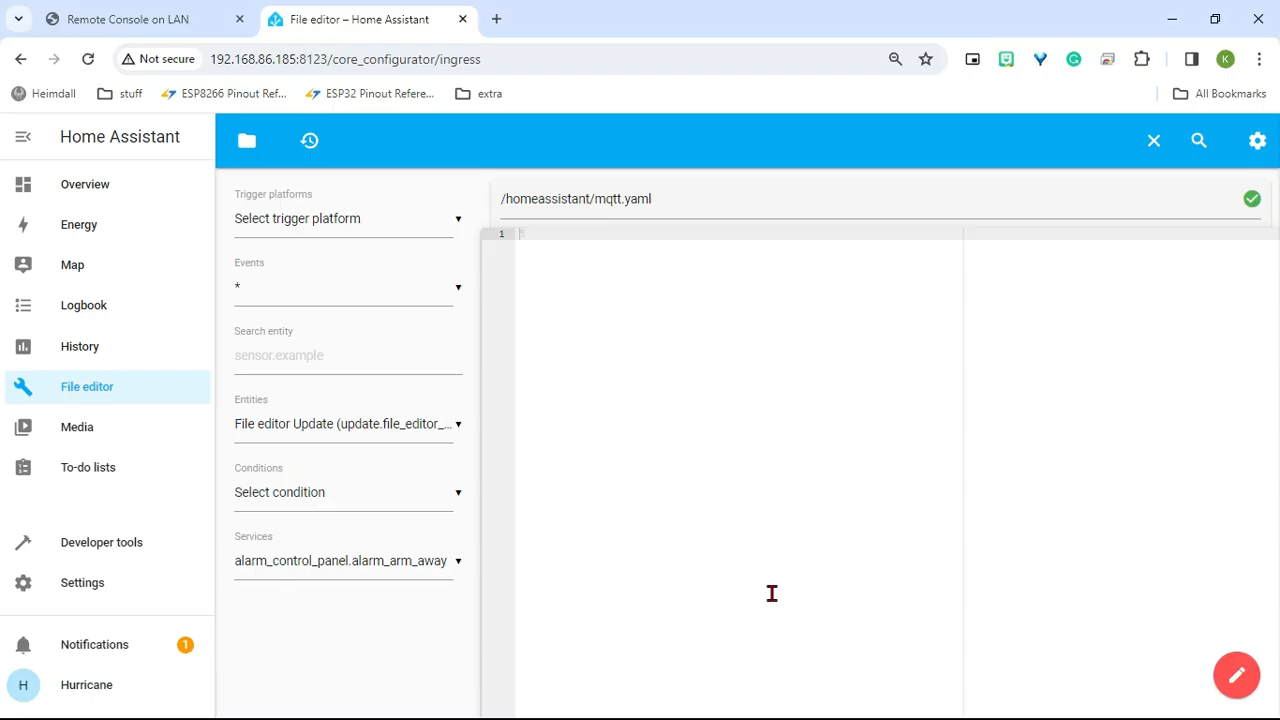 Remote Console on LAN
File editor – Home Assistant
Not secure
192.168.86.185:8123/core_configurator/ingress
K
Heimdall
stuff
ESP8266 Pinout Ref...
ESP32 Pinout Refere...
extra
All Bookmarks
Home Assistant
Overview
Energy
Map
Logbook
History
File editor
Media
To-do lists
Developer tools
Settings
Notifications
1
H
Hurricane
Trigger platforms
Select trigger platform
Events
*
Search entity
sensor.example
Entities
File editor Update (update.file_editor_...
Conditions
Select condition
Services
alarm_control_panel.alarm_arm_away
/homeassistant/mqtt.yaml
1